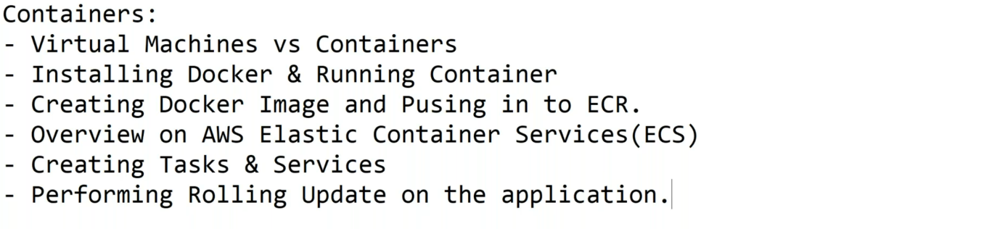 Containers:
- Virtual Machines vs Containers
- Installing Docker & Running Container
- Creating Docker Image and Pusing in to ECR.
- Overview on AWS Elastic Container Services(ECS)
- Creating Tasks & Services
- Performing Rolling Update on the application.